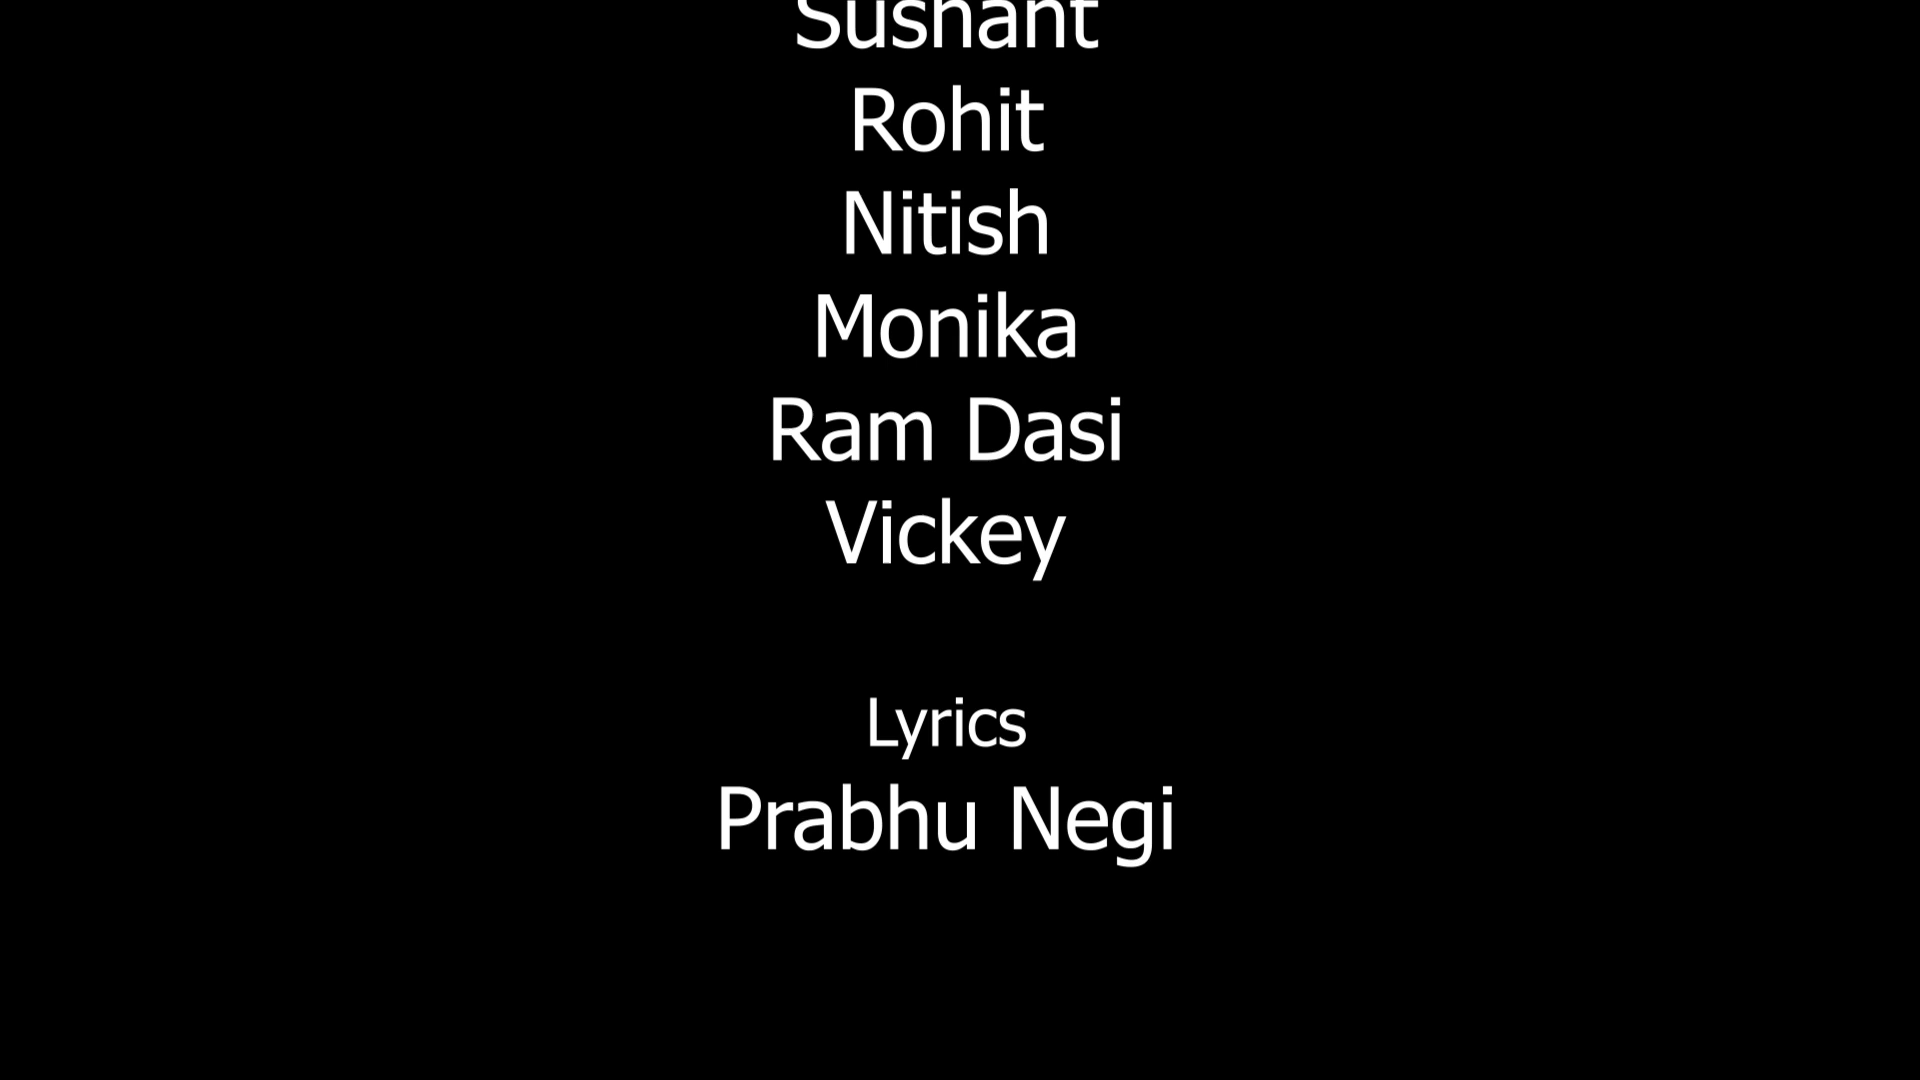 Sushant
Rohit
Nitish
Monika
Ram Dasi
Vickey
Lyrics
Prabhu Negi